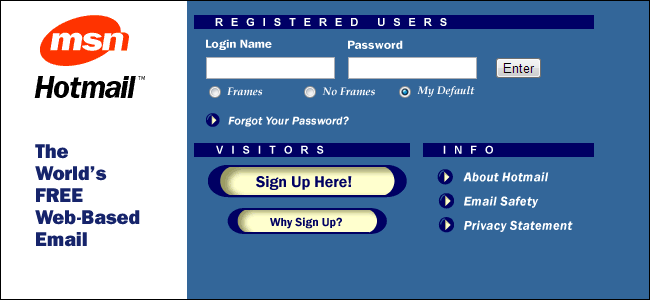 msn
Hotmail™
The
World's
FREE
Web-Based
Email
REGISTERED USERS
Login Name Password
Enter
Frames No Frames My Default
Forgot Your Password?
VISITORS
Sign Up Here!
Why Sign Up?
INFO
About Hotmail
Email Safety
Privacy Statement